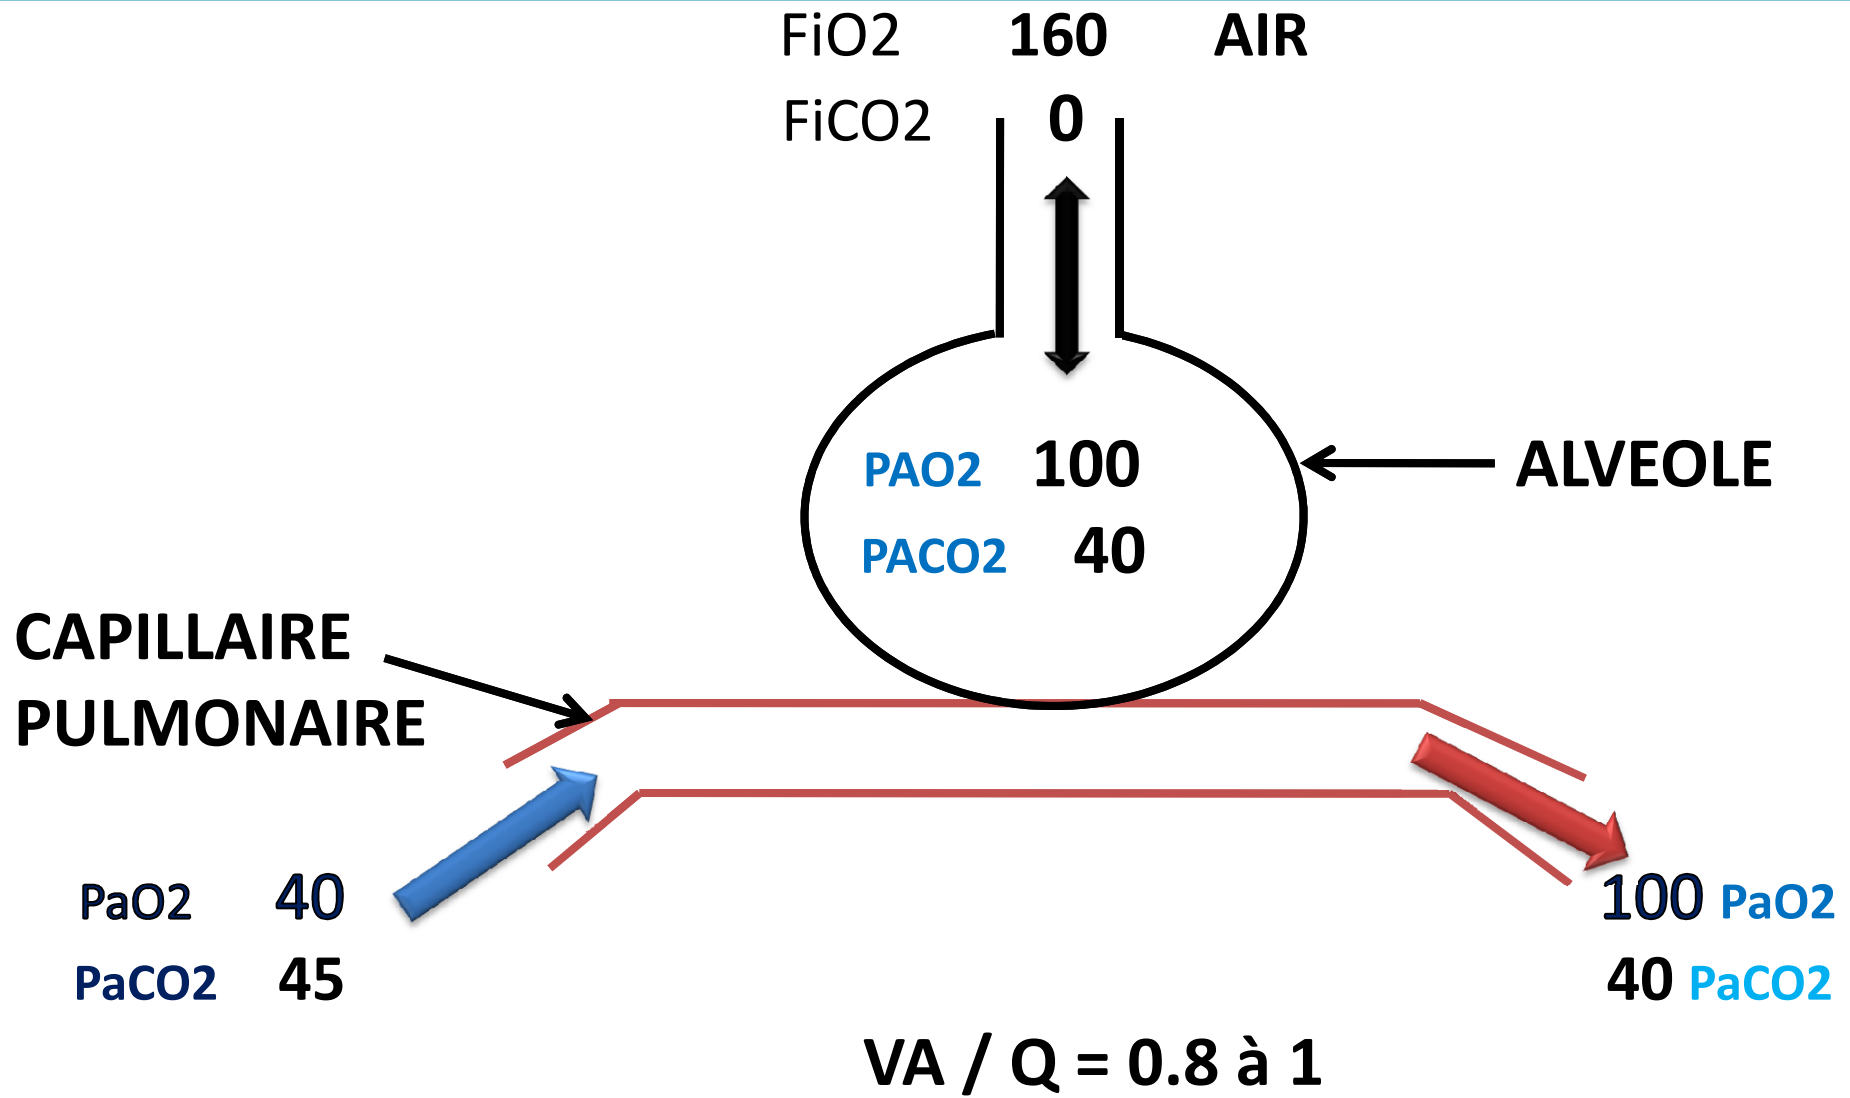 FiO2 160 AIR
FiCO2 0
PAO2 100
PACO2 40
ALVEOLE
CAPILLAIRE
PULMONAIRE
PaO2 40
PaCO2 45
100 PaO2
40 PaCO2
VA / Q = 0.8 à 1